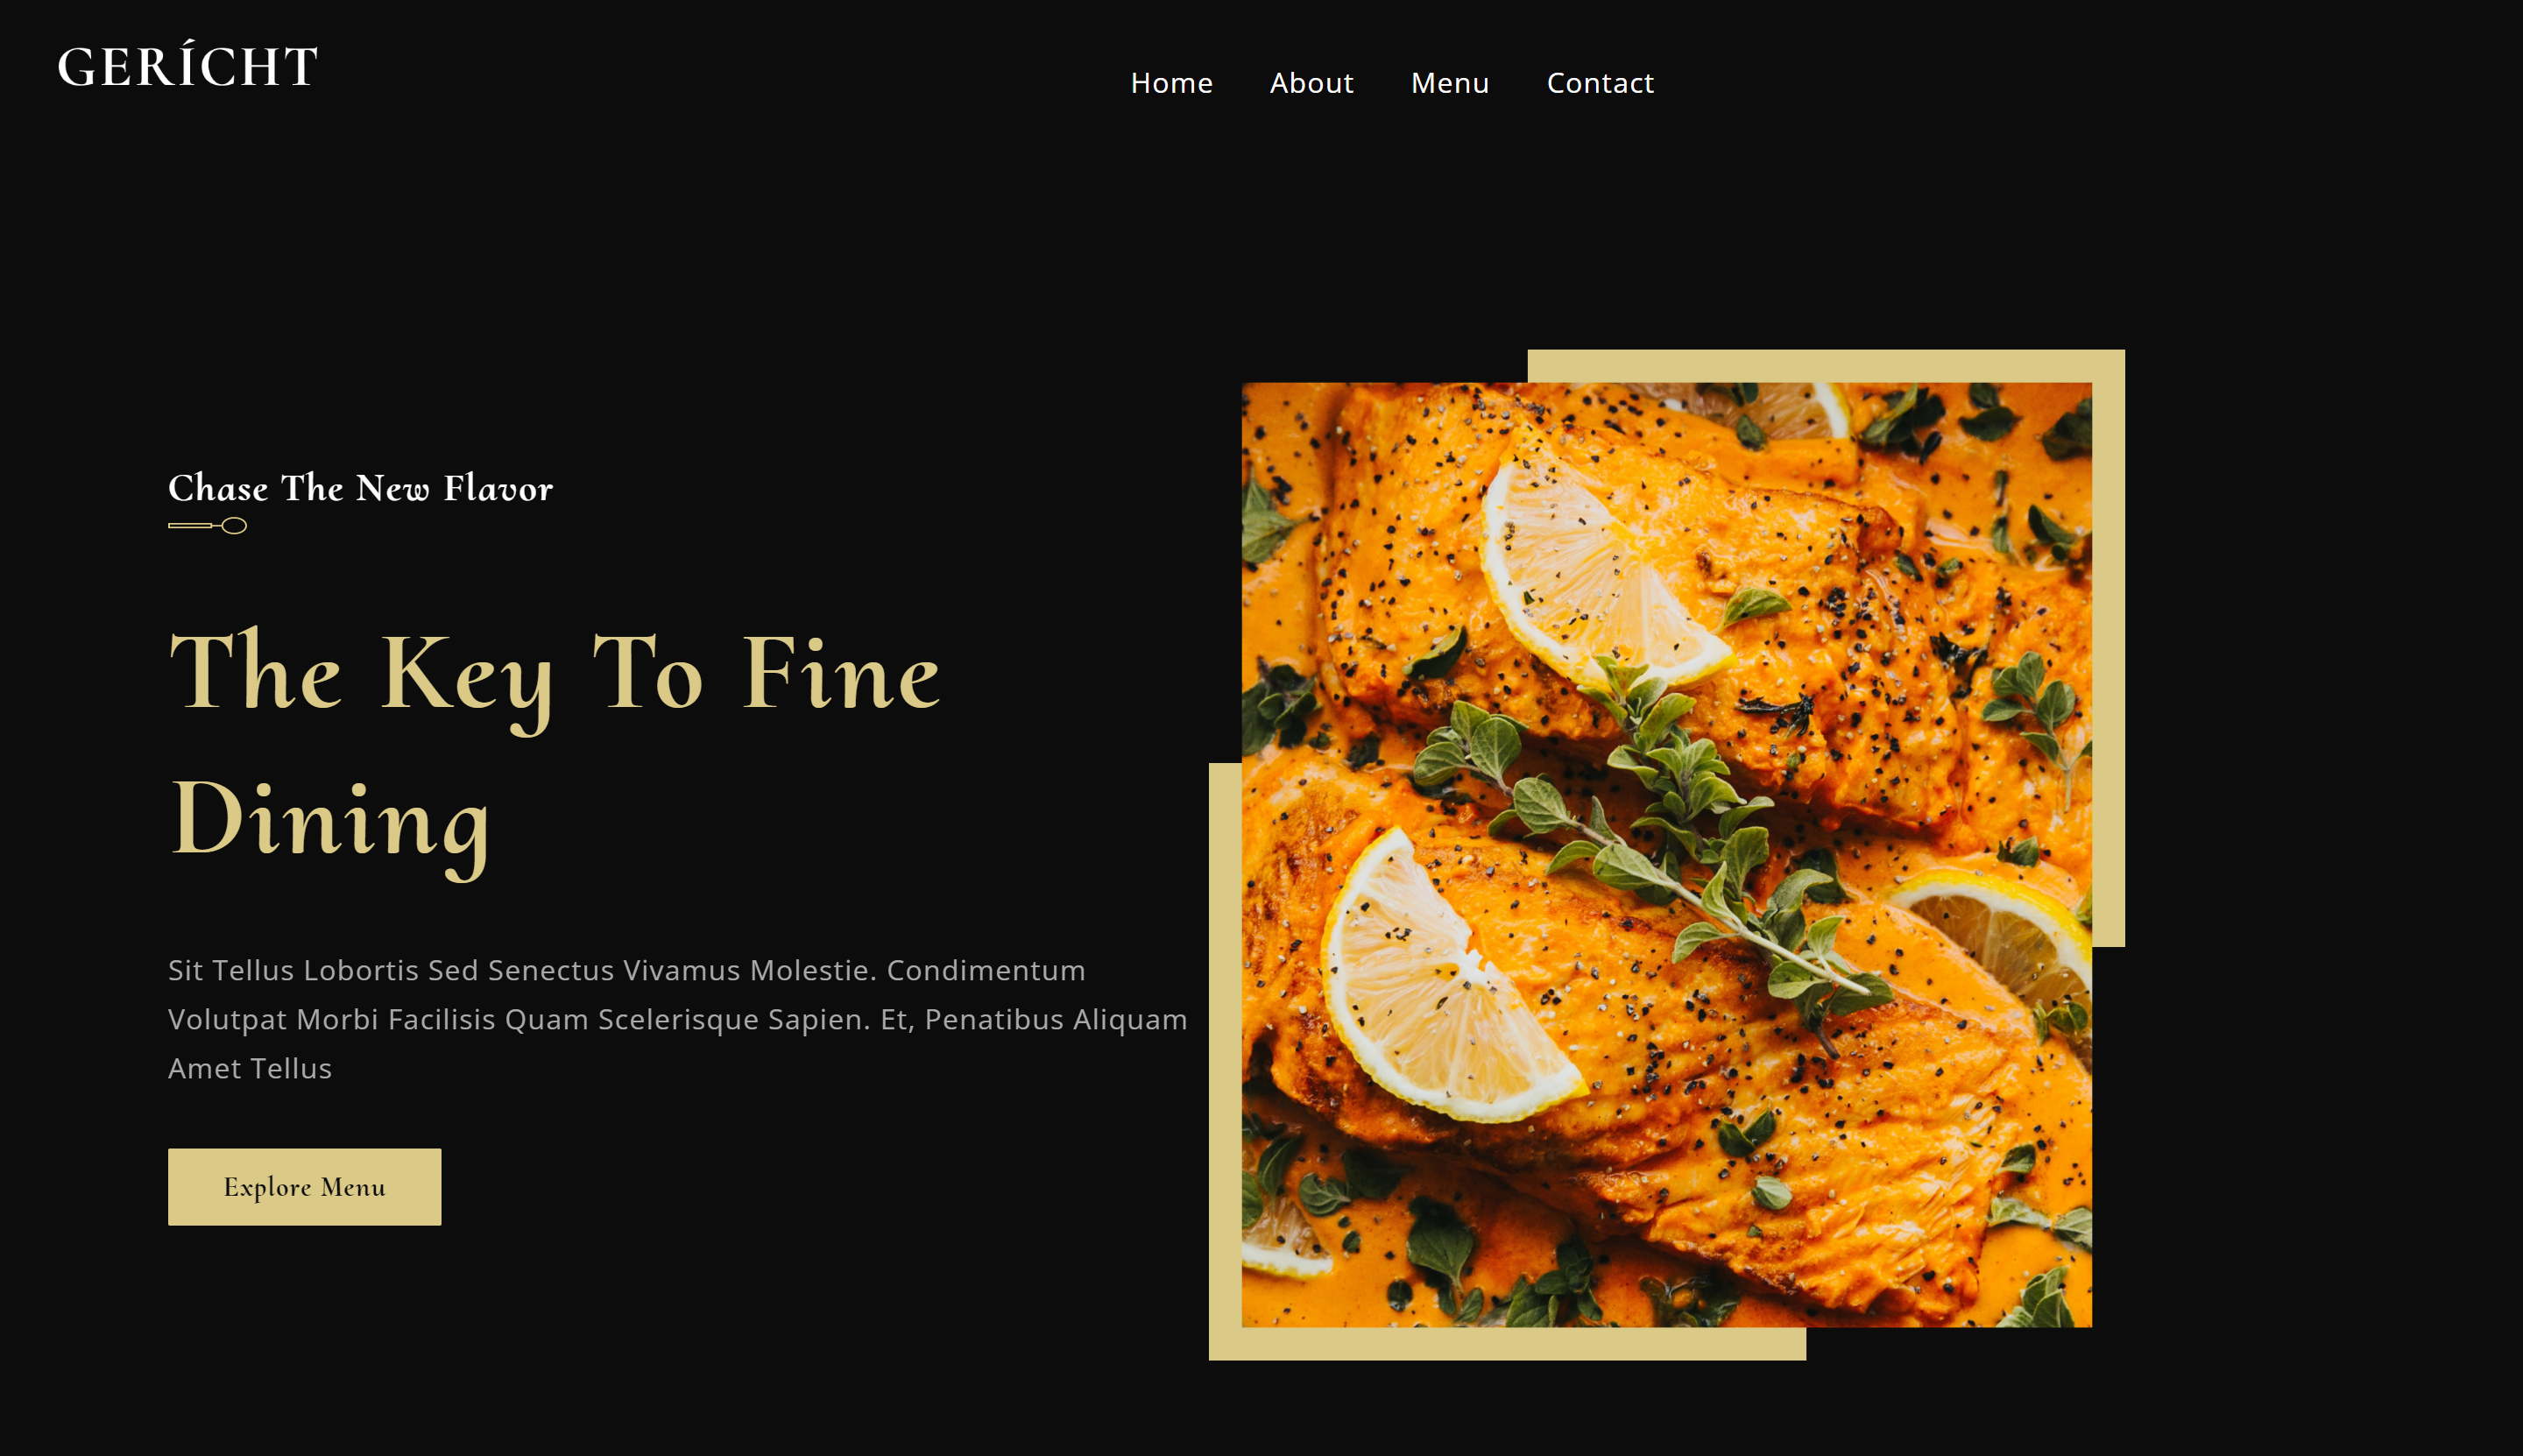 GERÍCHT
Home About Menu Contact
Chase The New Flavor
The Key To Fine
Dining
Sit Tellus Lobortis Sed Senectus Vivamus Molestie. Condimentum
Volutpat Morbi Facilisis Quam Scelerisque Sapien. Et, Penatibus Aliquam
Amet Tellus
Explore Menu